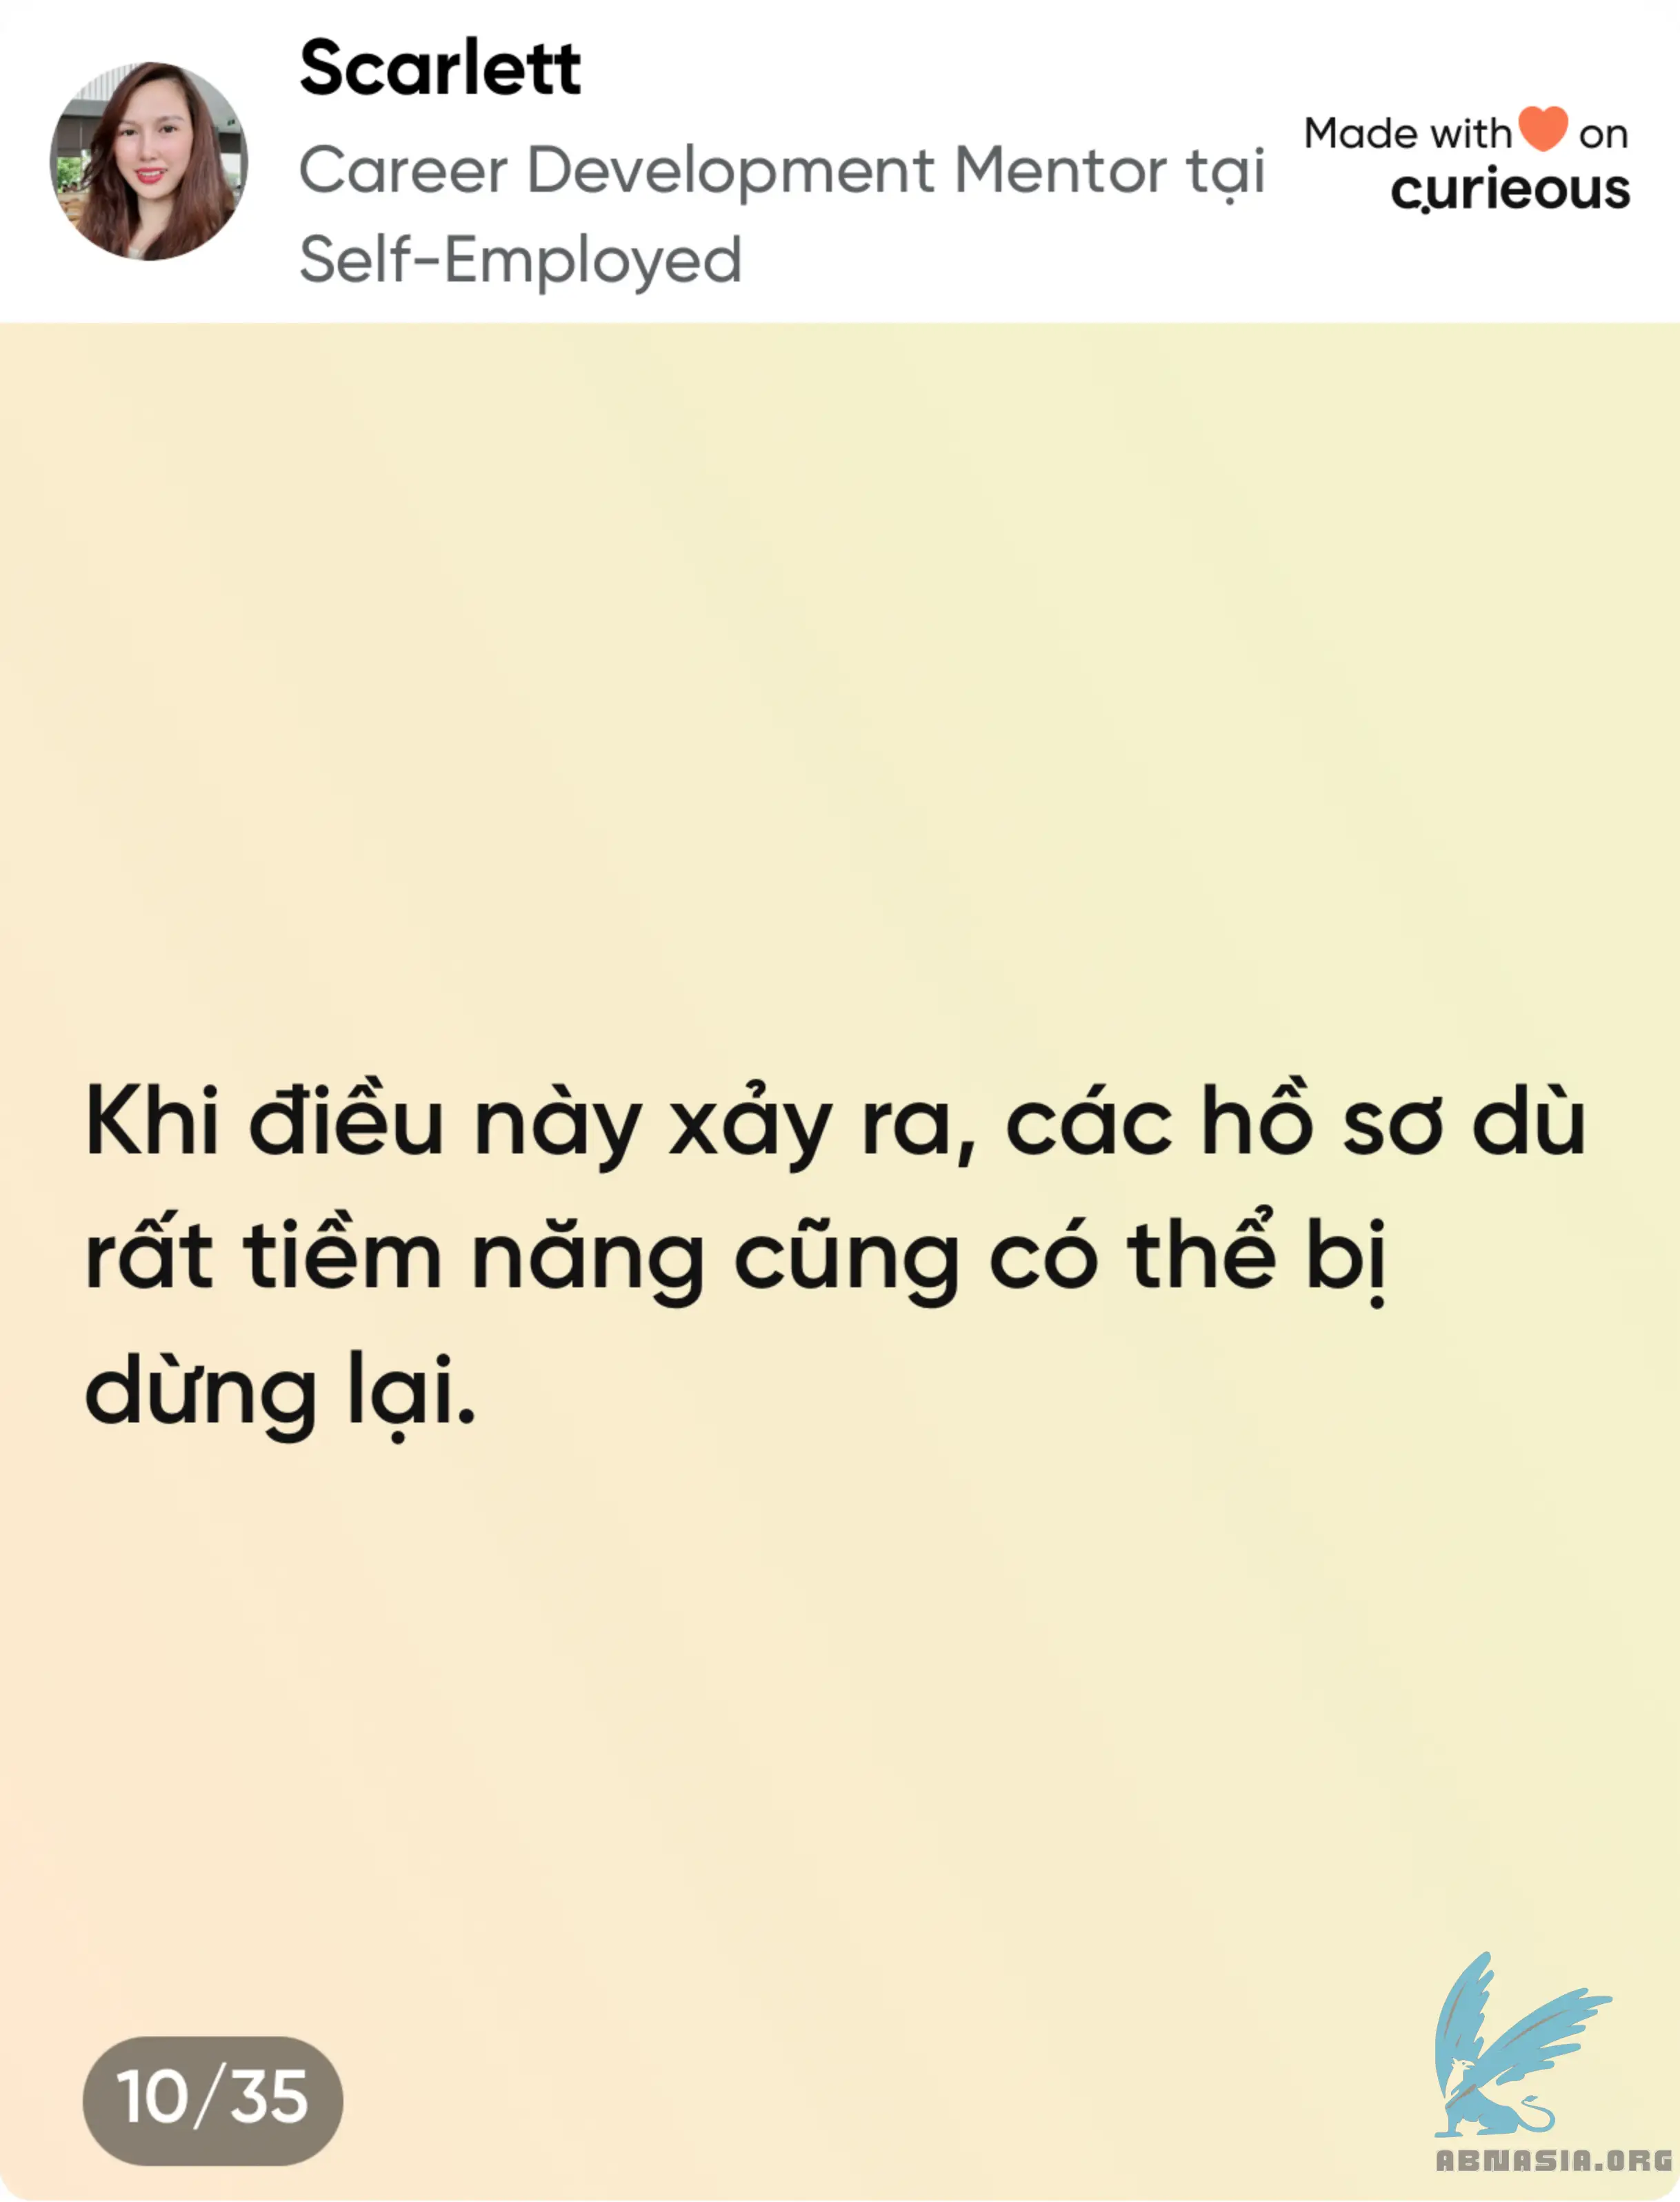 Scarlett
Career Development Mentor tại
Self-Employed
Made with on
curieous
Khi điều này xảy ra, các hồ sơ dù
rất tiềm năng cũng có thể bị
dừng lại.
10/35
ABNASIA.ORG